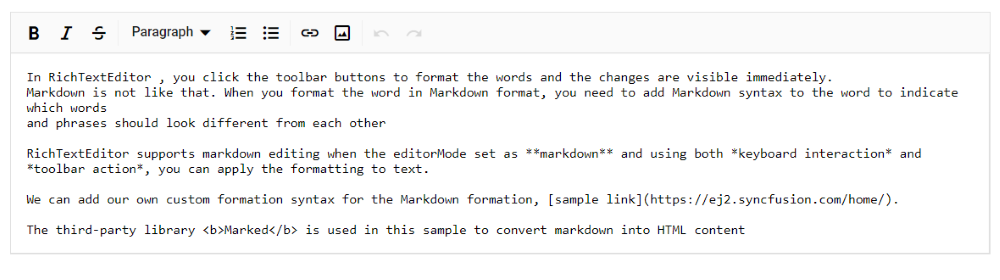 B I S Paragraph
In RichTextEditor , you click the toolbar buttons to format the words and the changes are visible immediately.
Markdown is not like that. When you format the word in Markdown format, you need to add Markdown syntax to the word to indicate
which words
and phrases should look different from each other
RichTextEditor supports markdown editing when the editorMode set as **markdown** and using both *keyboard interaction* and
*toolbar action*, you can apply the formatting to text.
We can add our own custom formation syntax for the Markdown formation, [sample link](https://ej2.syncfusion.com/home/).
The third-party library <b>Marked</b> is used in this sample to convert markdown into HTML content